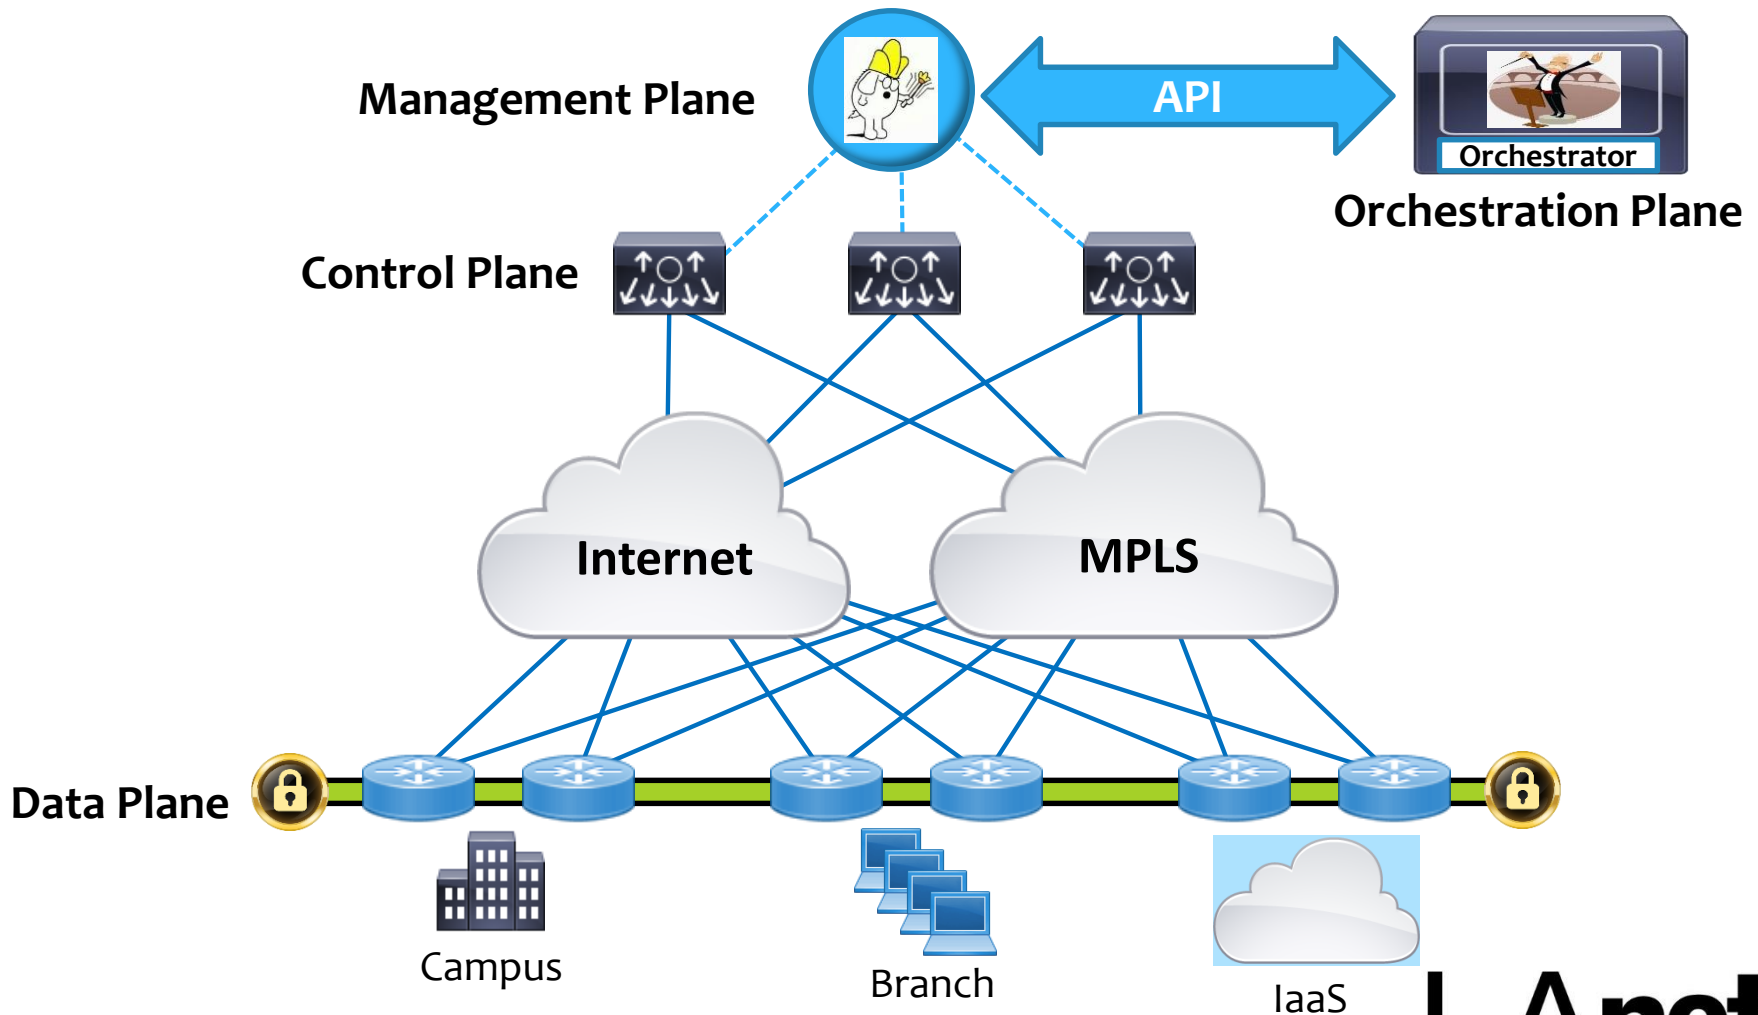 Management Plane
API
Orchestrator
Orchestration Plane
Control Plane
Internet
MPLS
Data Plane
Campus
Branch
IaaS